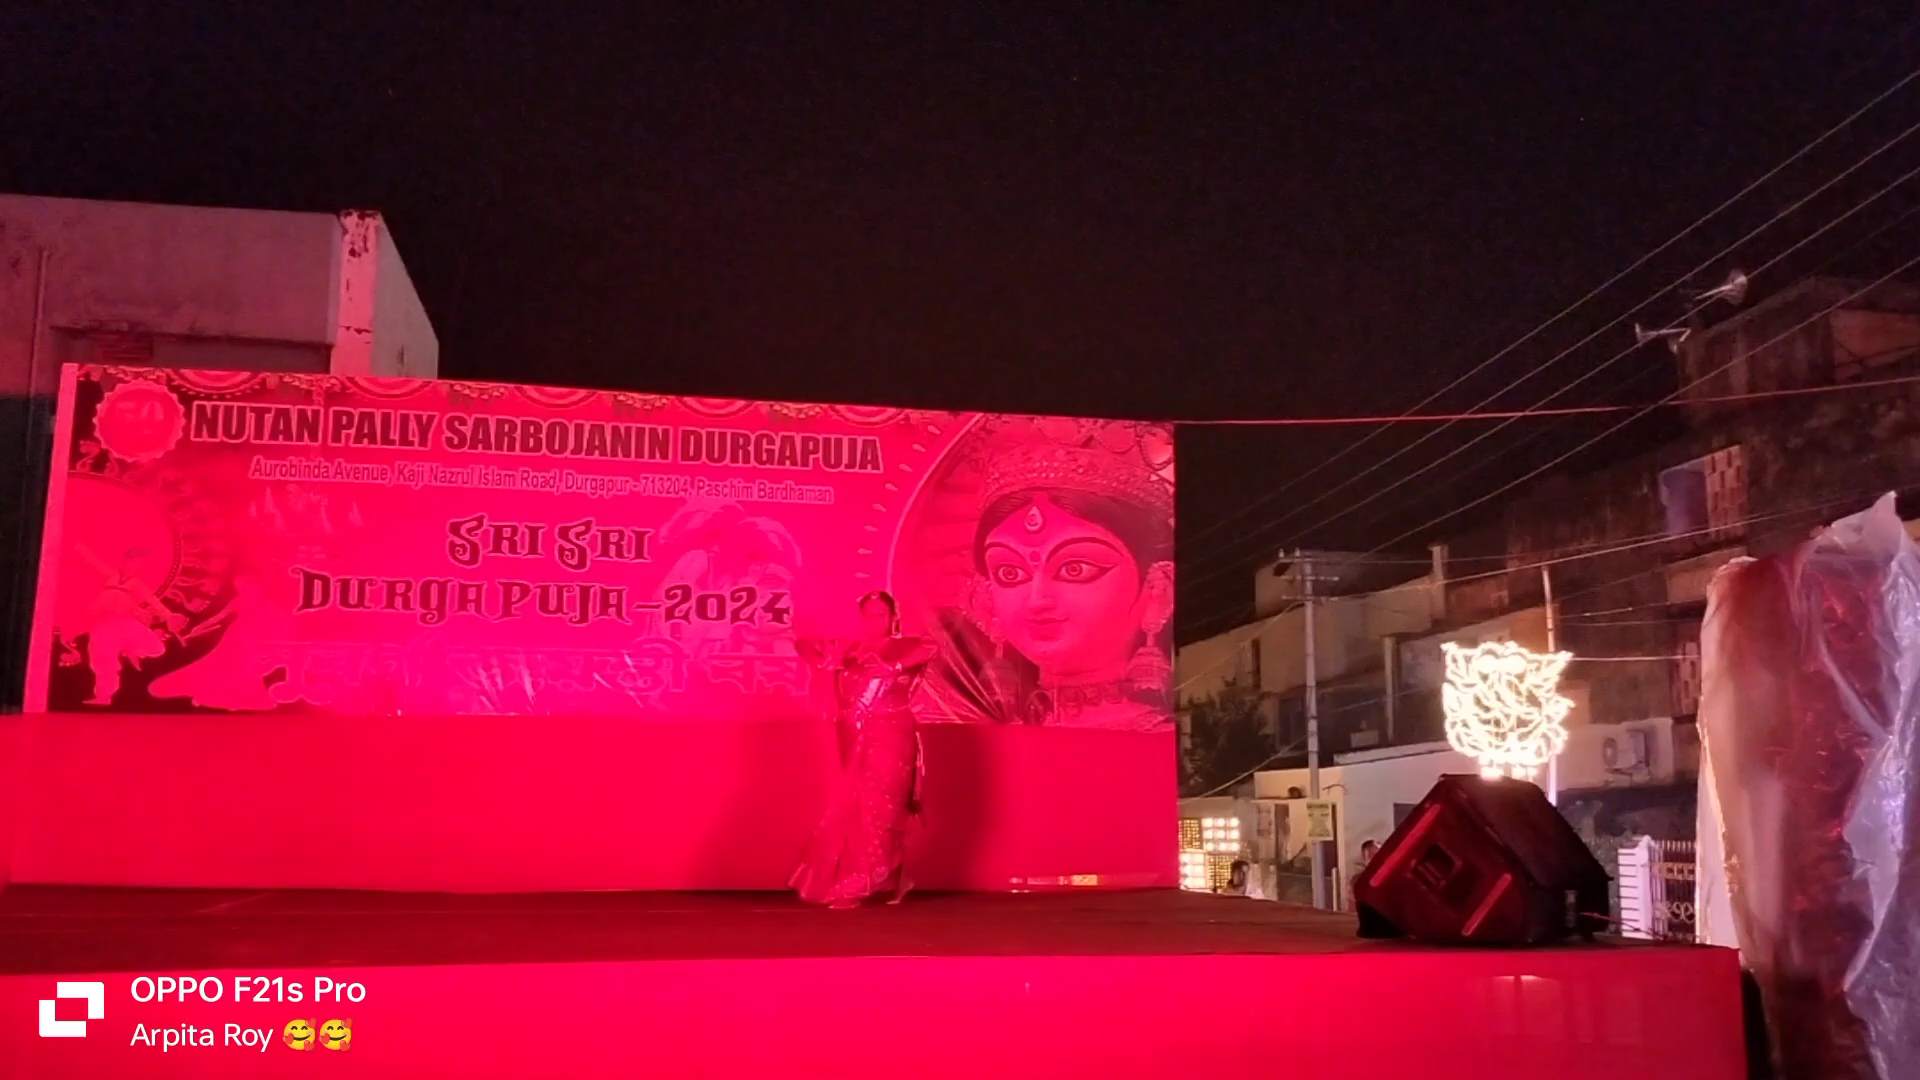 NUTAN PALLY SARBOJANIN DURGAPUJA
Aurobinda Avenue, Kaji Nazrul Islam Road, Durgapur - 713204, Paschim Bardhaman
SRI SRI
DURGA PUJA-2024
OPPO F21s Pro
Arpita Roy 🥰🥰